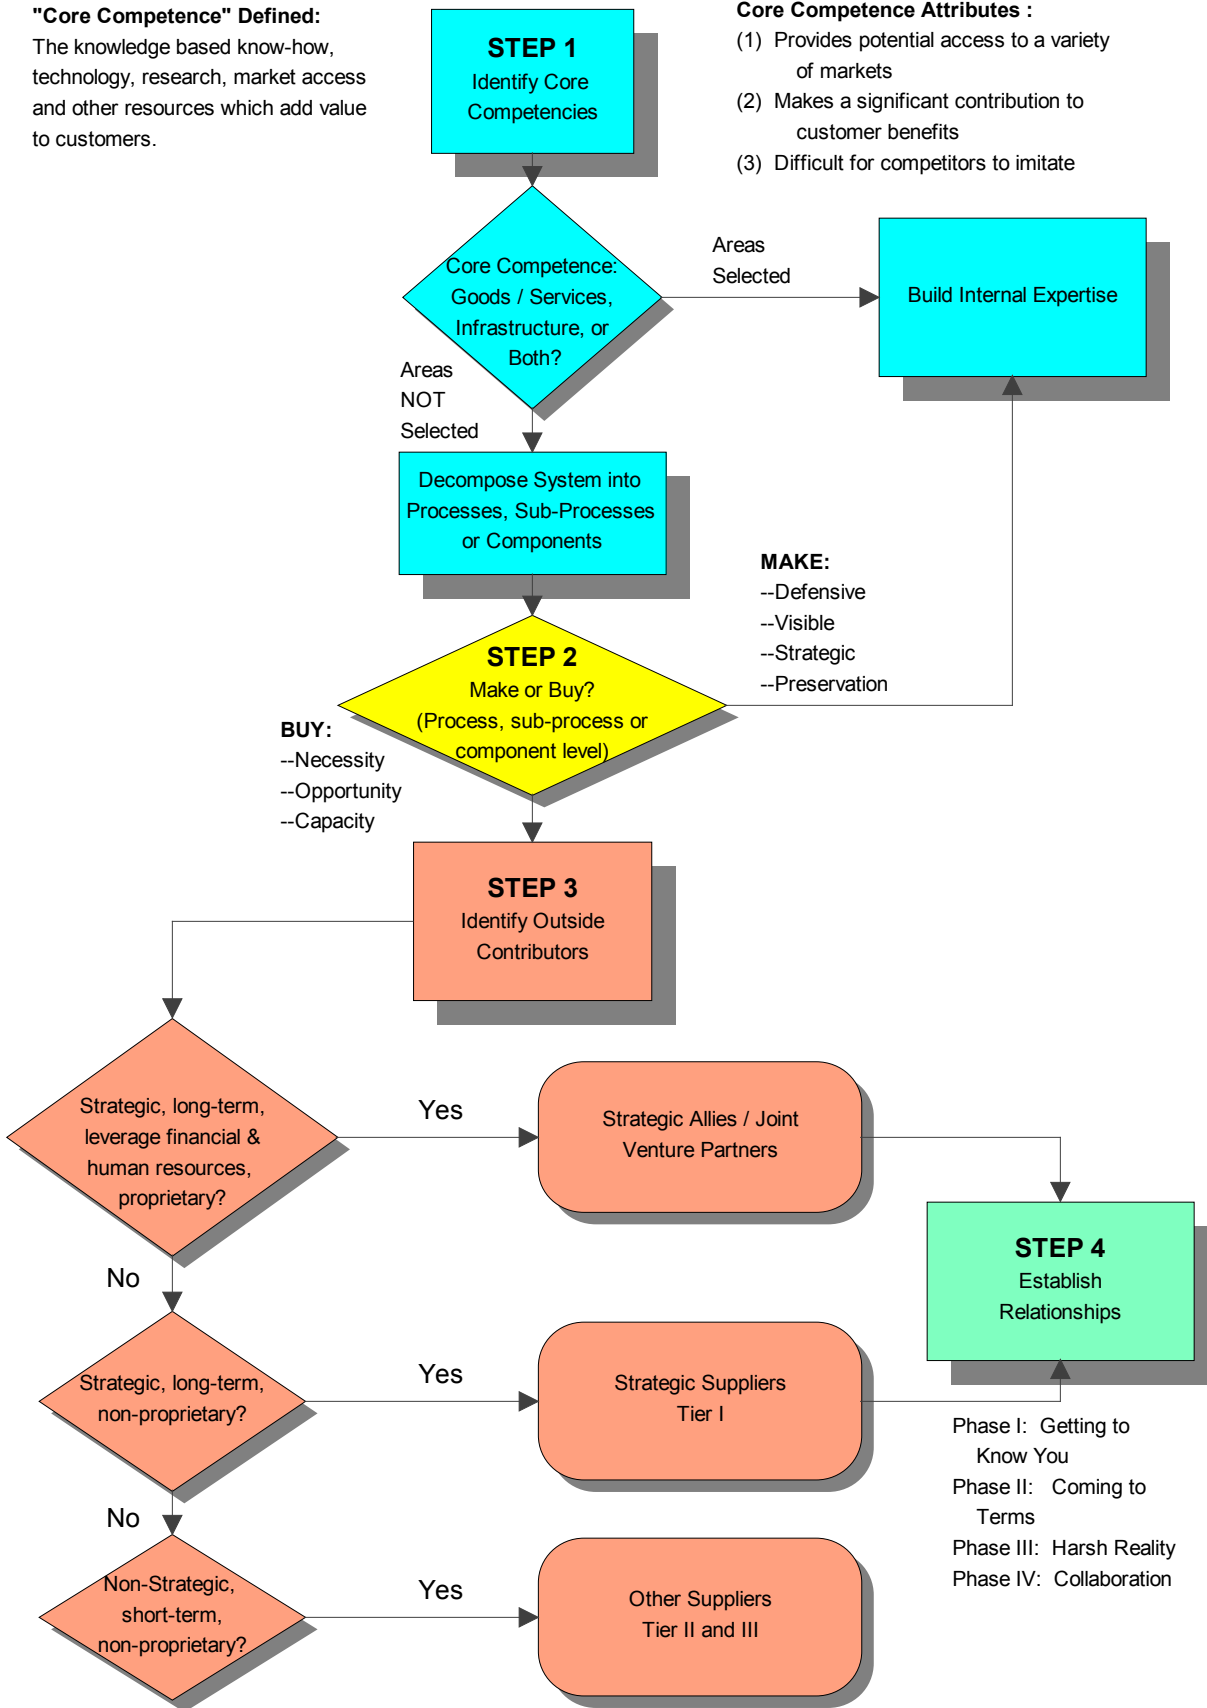 "Core Competence" Defined:
The knowledge based know-how,
technology, research, market access
and other resources which add value
to customers.
STEP 1
Identify Core
Competencies
Core Competence Attributes :
(1) Provides potential access to a variety
of markets
(2) Makes a significant contribution to
customer benefits
(3) Difficult for competitors to imitate
Core Competence:
Goods / Services,
Infrastructure, or
Both?
Areas
Selected
Build Internal Expertise
Areas
NOT
Selected
Decompose System into
Processes, Sub-Processes
or Components
MAKE:
--Defensive
--Visible
--Strategic
--Preservation
STEP 2
Make or Buy?
(Process, sub-process or
component level)
BUY:
--Necessity
--Opportunity
--Capacity
STEP 3
Identify Outside
Contributors
Strategic, long-term,
leverage financial &
human resources,
proprietary?
Yes
Strategic Allies / Joint
Venture Partners
No
STEP 4
Establish
Relationships
Strategic, long-term,
non-proprietary?
Yes
Strategic Suppliers
Tier I
Phase I: Getting to
Know You
Phase II: Coming to
Terms
Phase III: Harsh Reality
Phase IV: Collaboration
No
Non-Strategic,
short-term,
non-proprietary?
Yes
Other Suppliers
Tier II and III